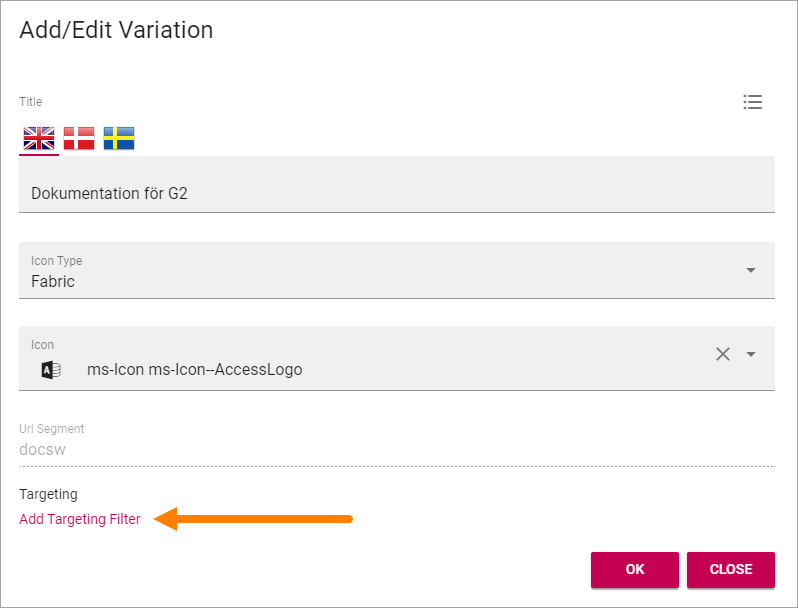 Add/Edit Variation
Title
Dokumentation för G2
Icon Type
Fabric
Icon
A
ms-Icon ms-Icon--AccessLogo
Url Segment
docsw
Targeting
Add Targeting Filter
OK
CLOSE